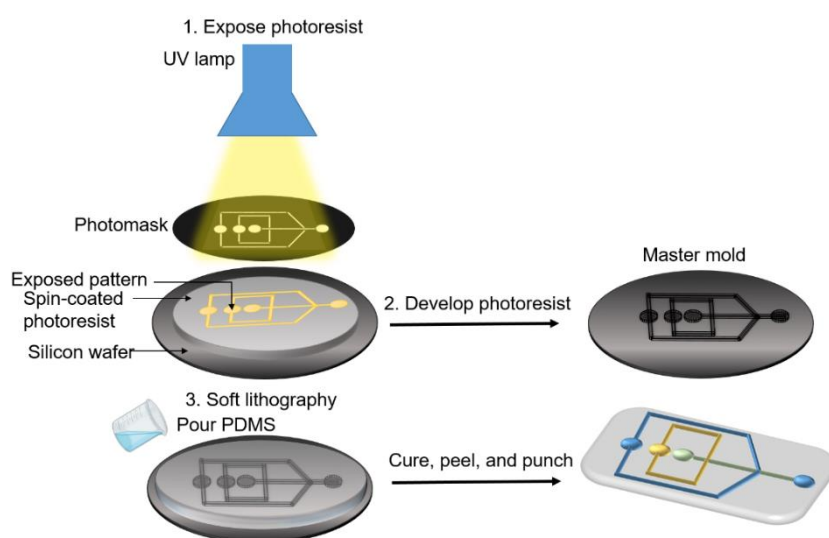 1. Expose photoresist
UV lamp
Photomask
Exposed pattern
Spin-coated
photoresist
Silicon wafer
2. Develop photoresist
Master mold
3. Soft lithography
Pour PDMS
Cure, peel, and punch